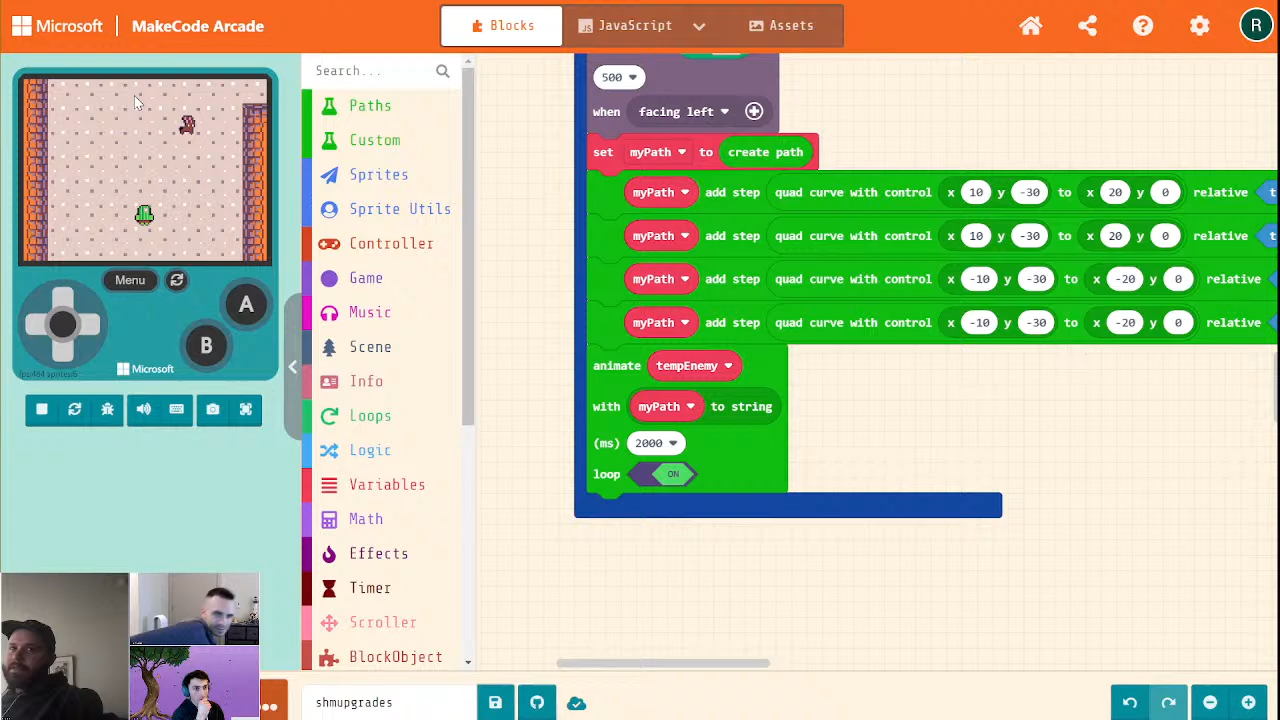 Microsoft | MakeCode Arcade
Blocks
JavaScript
Assets
R
Menu
A
B
Microsoft
Search...
Paths
Custom
Sprites
Sprite Utils
Controller
Game
Music
Scene
Info
Loops
Logic
Variables
Math
Effects
Timer
Scroller
BlockObject
500
when facing left
set myPath to create path
myPath add step quad curve with control x 10 y -30 to x 20 y 0 relative
myPath add step quad curve with control x 10 y -30 to x 20 y 0 relative
myPath add step quad curve with control x -10 y -30 to x -20 y 0 relative
myPath add step quad curve with control x -10 y -30 to x -20 y 0 relative
animate tempEnemy
with myPath to string
(ms) 2000
loop ON
shmupgrades